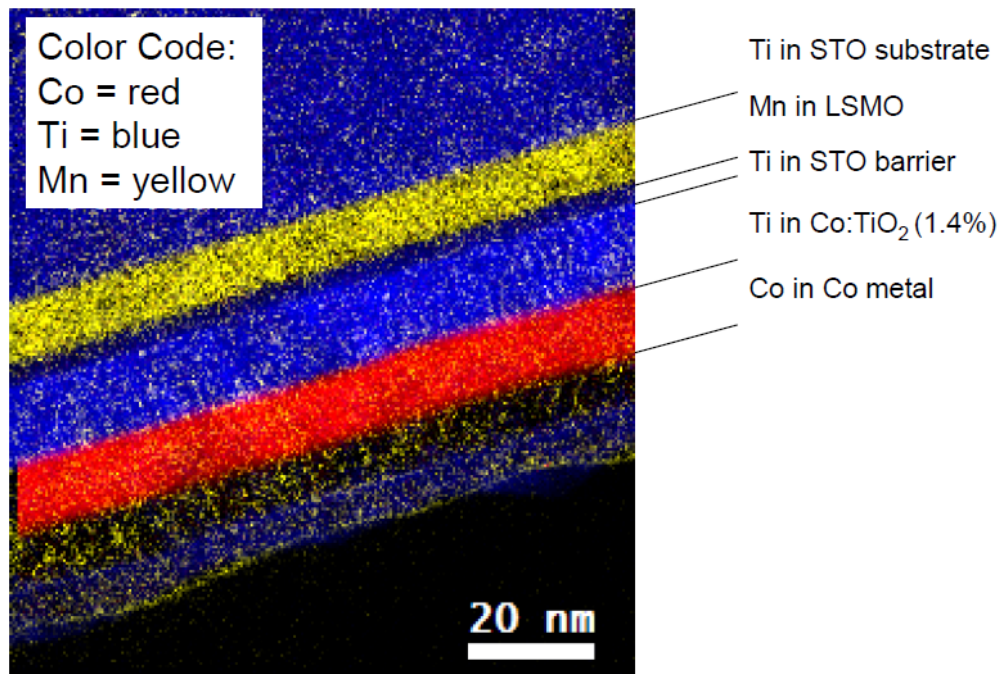 Color Code:
Co = red
Ti = blue
Mn = yellow
Ti in STO substrate
Mn in LSMO
Ti in STO barrier
Ti in Co:TiO₂ (1.4%)
Co in Co metal
20 nm